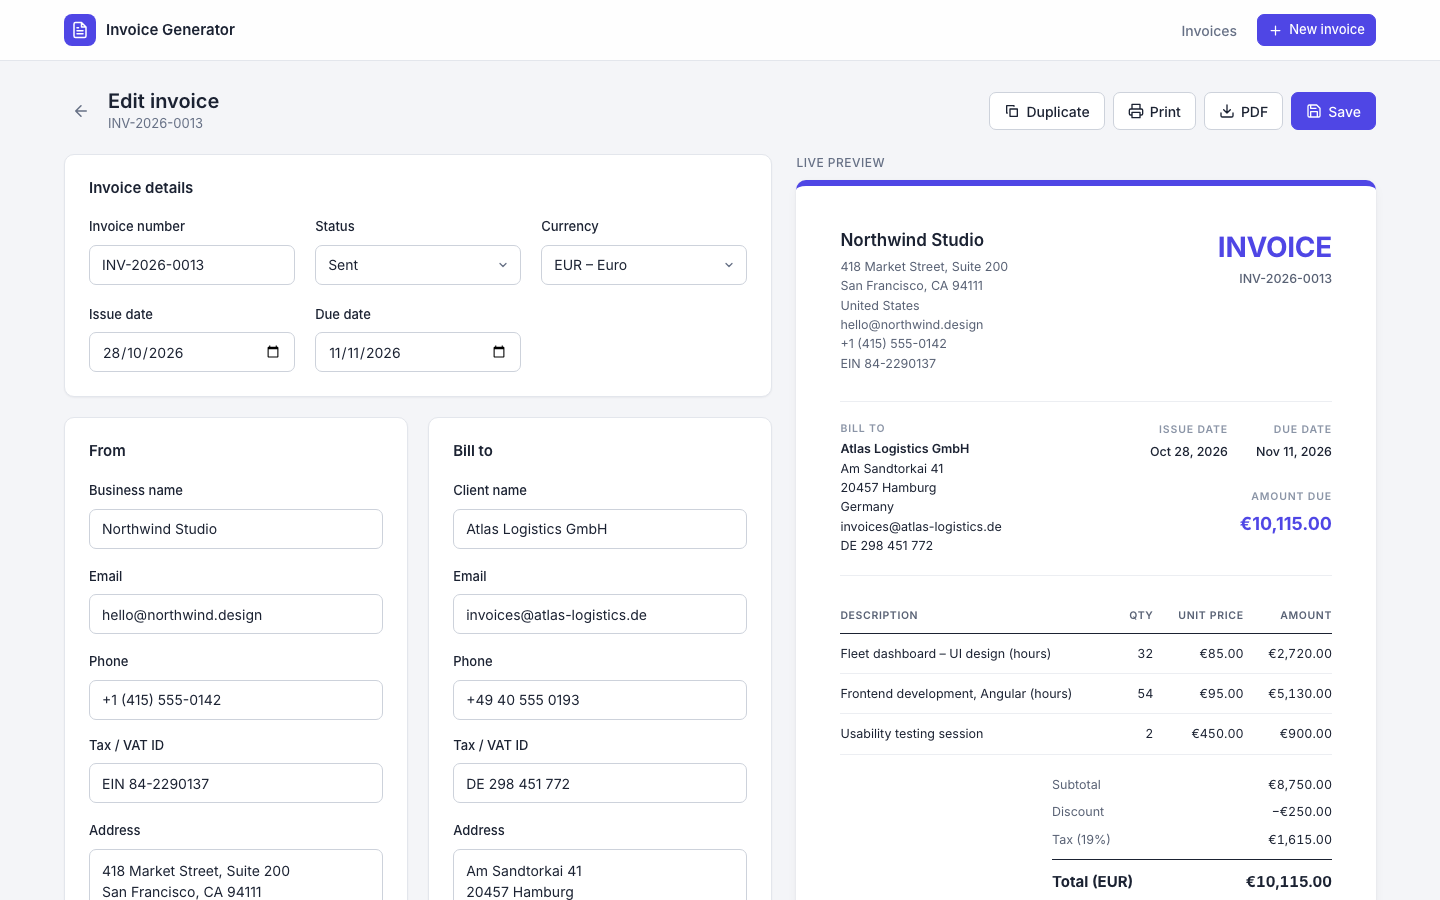 Invoice Generator
Invoices
New invoice
Edit invoice
INV-2026-0013
Duplicate
Print
PDF
Save
Invoice details
Invoice number
Status
Currency
INV-2026-0013
Sent
EUR – Euro
Issue date
Due date
28/10/2026
11/11/2026
From
Business name
Northwind Studio
Email
hello@northwind.design
Phone
+1 (415) 555-0142
Tax / VAT ID
EIN 84-2290137
Address
418 Market Street, Suite 200
San Francisco, CA 94111
Bill to
Client name
Atlas Logistics GmbH
Email
invoices@atlas-logistics.de
Phone
+49 40 555 0193
Tax / VAT ID
DE 298 451 772
Address
Am Sandtorkai 41
20457 Hamburg
LIVE PREVIEW
Northwind Studio
418 Market Street, Suite 200
San Francisco, CA 94111
United States
hello@northwind.design
+1 (415) 555-0142
EIN 84-2290137
INVOICE
INV-2026-0013
BILL TO
Atlas Logistics GmbH
Am Sandtorkai 41
20457 Hamburg
Germany
invoices@atlas-logistics.de
DE 298 451 772
ISSUE DATE DUE DATE
Oct 28, 2026 Nov 11, 2026
AMOUNT DUE
€10,115.00
DESCRIPTION QTY UNIT PRICE AMOUNT
Fleet dashboard – UI design (hours) 32 €85.00 €2,720.00
Frontend development, Angular (hours) 54 €95.00 €5,130.00
Usability testing session 2 €450.00 €900.00
Subtotal €8,750.00
Discount −€250.00
Tax (19%) €1,615.00
Total (EUR) €10,115.00